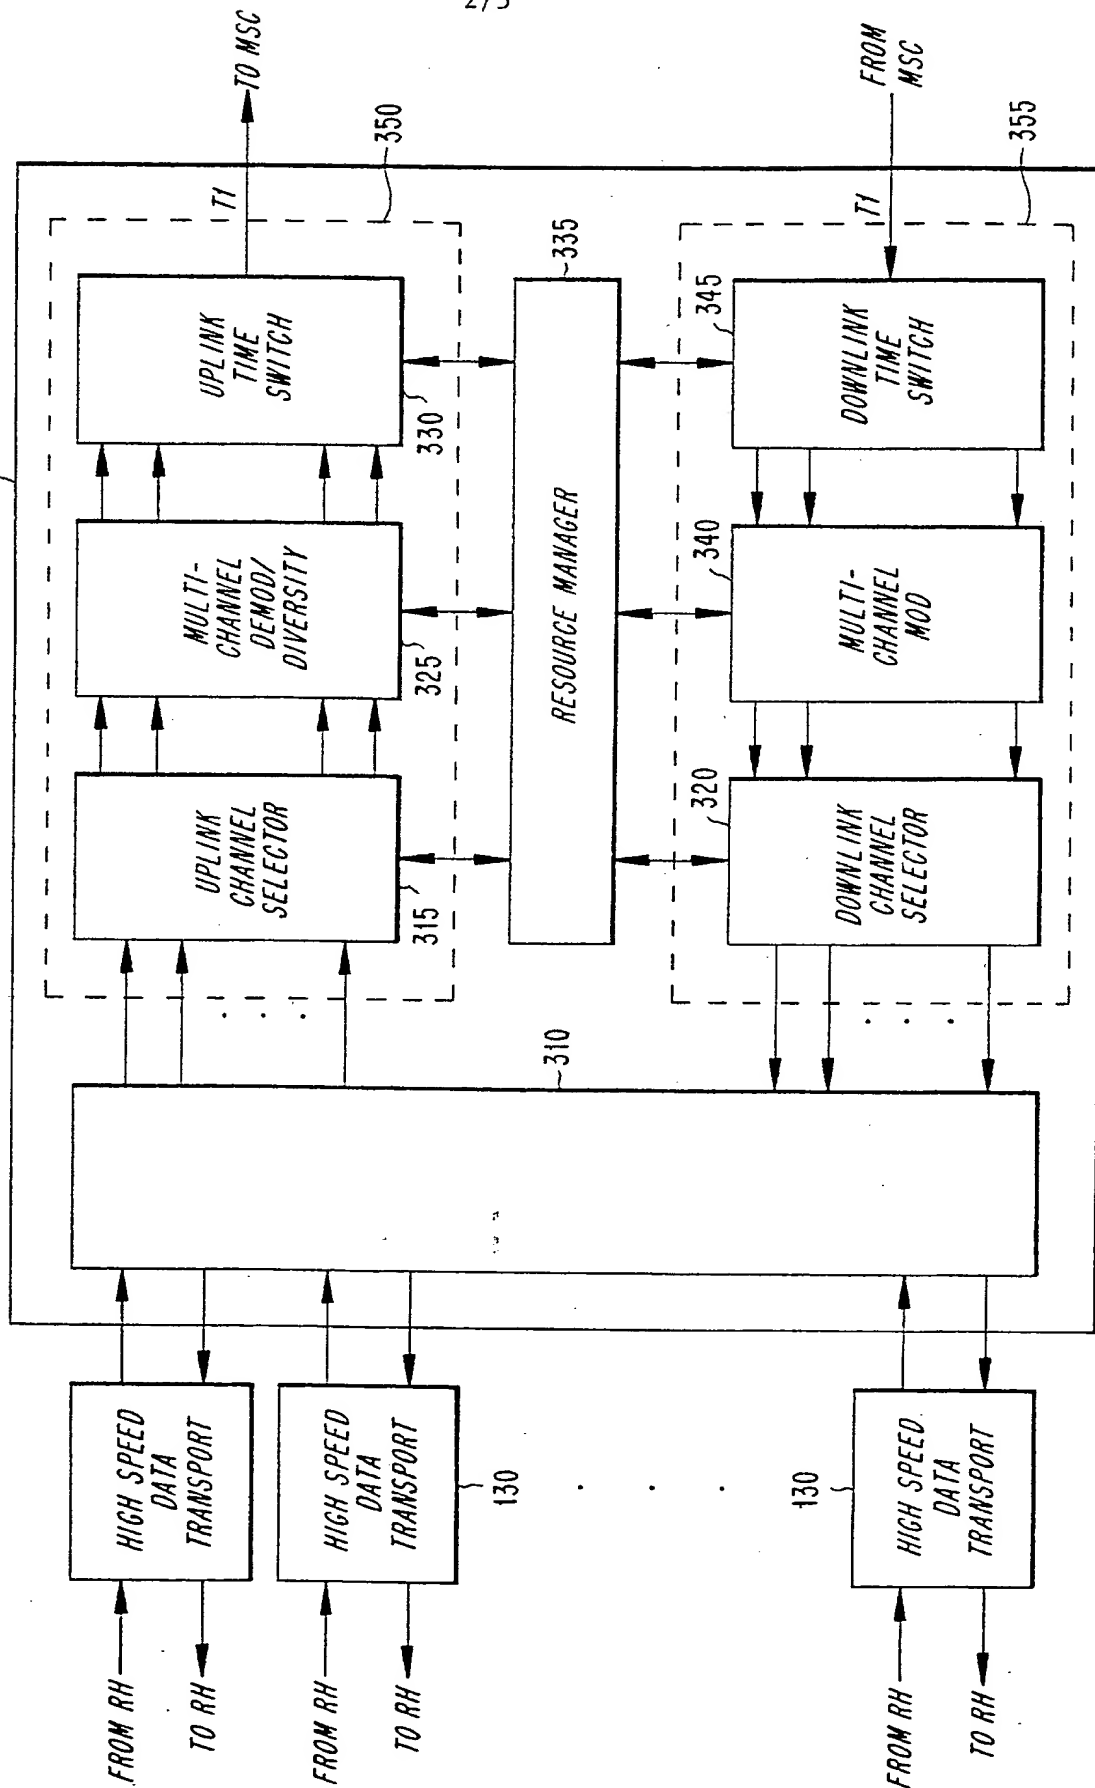 2/5
FROM RH
TO RH
HIGH SPEED
DATA
TRANSPORT
FROM RH
TO RH
HIGH SPEED
DATA
TRANSPORT
130
FROM RH
TO RH
HIGH SPEED
DATA
TRANSPORT
130
310
UPLINK
CHANNEL
SELECTOR
315
MULTI-
CHANNEL
DEMOD/
DIVERSITY
325
UPLINK
TIME
SWITCH
330
T1
TO MSC
350
RESOURCE MANAGER
335
DOWNLINK
CHANNEL
SELECTOR
320
MULTI-
CHANNEL
MOD
340
DOWNLINK
TIME
SWITCH
345
T1
FROM
MSC
355